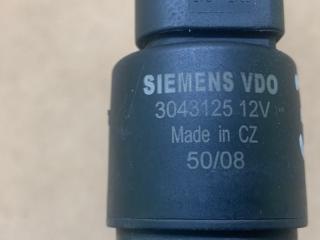 SIEMENS VDO
3043125 12V
Made in CZ
50/08